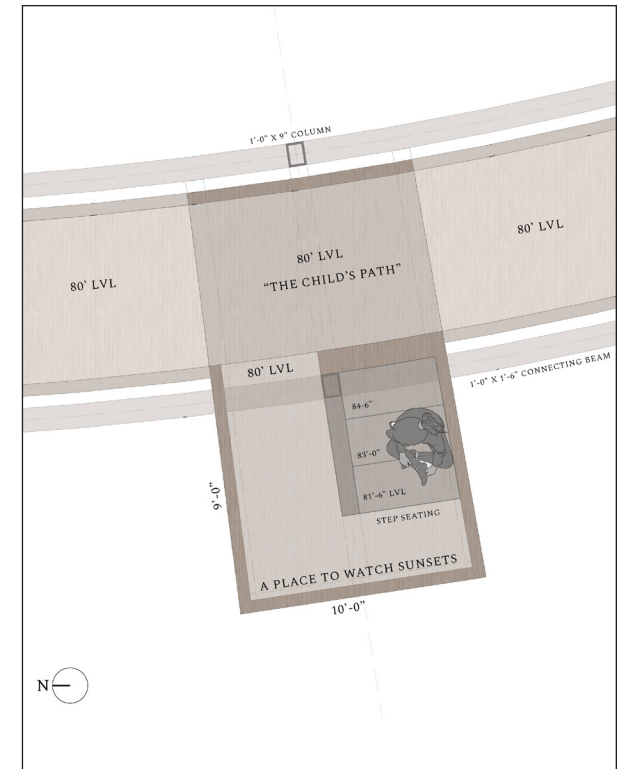 1'-0" X 9" COLUMN
80' LVL
80' LVL
"THE CHILD'S PATH"
80' LVL
80' LVL
1'-0" X 1'-6" CONNECTING BEAM
84-6"
83'-0"
81'-6" LVL
STEP SEATING
9'-0"
A PLACE TO WATCH SUNSETS
10'-0"
N